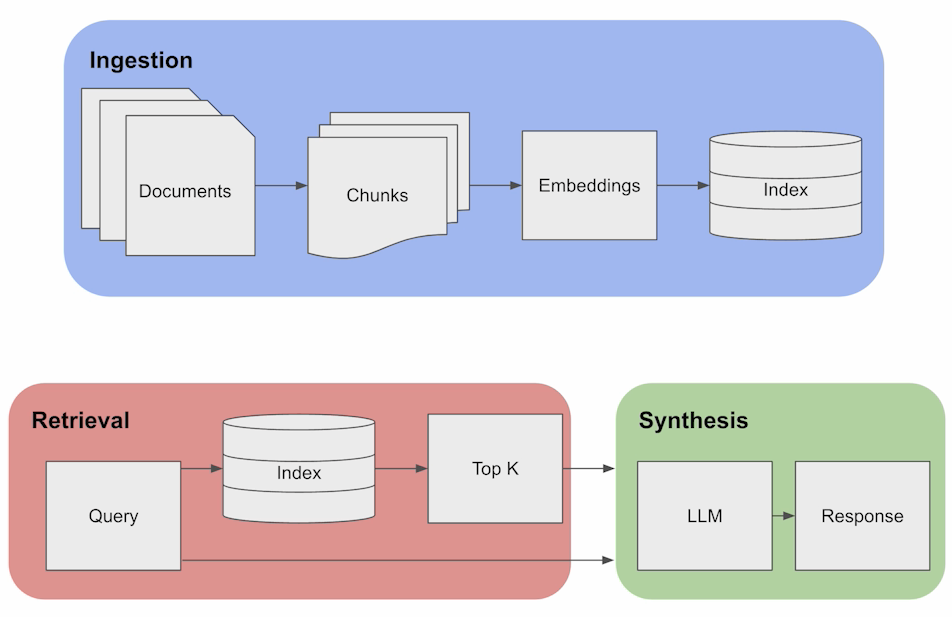 Ingestion
Documents
Chunks
Embeddings
Index
Retrieval
Query
Index
Top K
Synthesis
LLM
Response